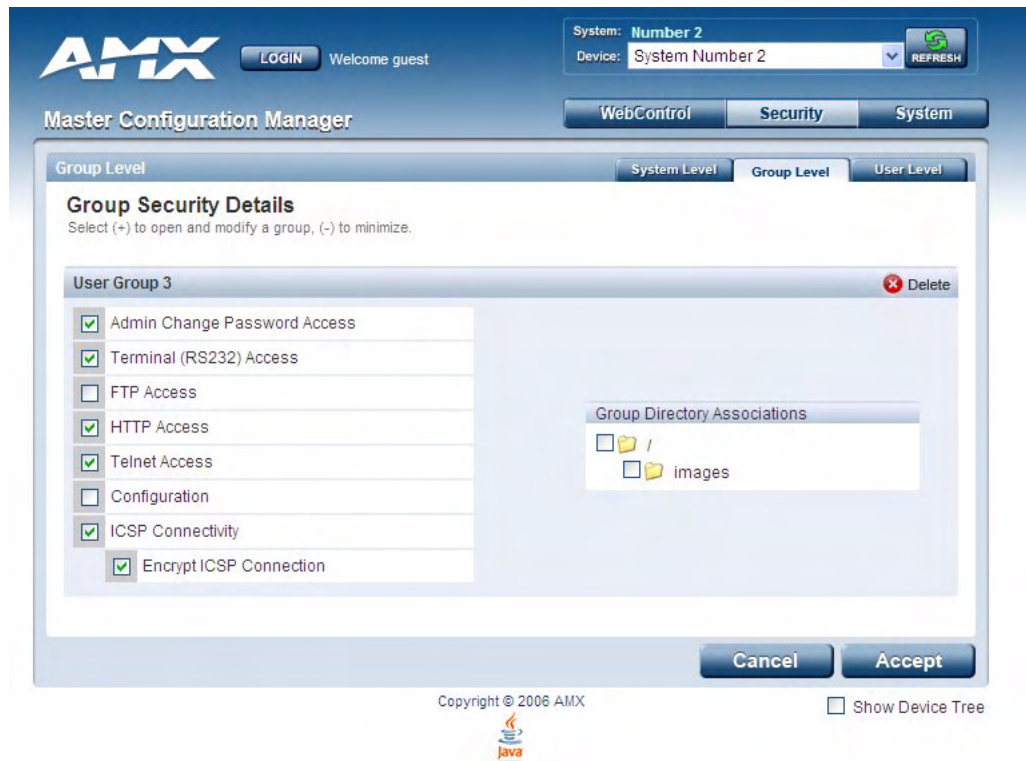 AMX
LOGIN Welcome guest
System: Number 2
Device: System Number 2
REFRESH
Master Configuration Manager
WebControl Security System
Group Level
System Level Group Level User Level
Group Security Details
Select (+) to open and modify a group, (-) to minimize.
User Group 3
Delete
Admin Change Password Access
Terminal (RS232) Access
FTP Access
HTTP Access
Telnet Access
Configuration
ICSP Connectivity
Encrypt ICSP Connection
Group Directory Associations
/
images
Cancel Accept
Copyright © 2006 AMX
Show Device Tree
Java